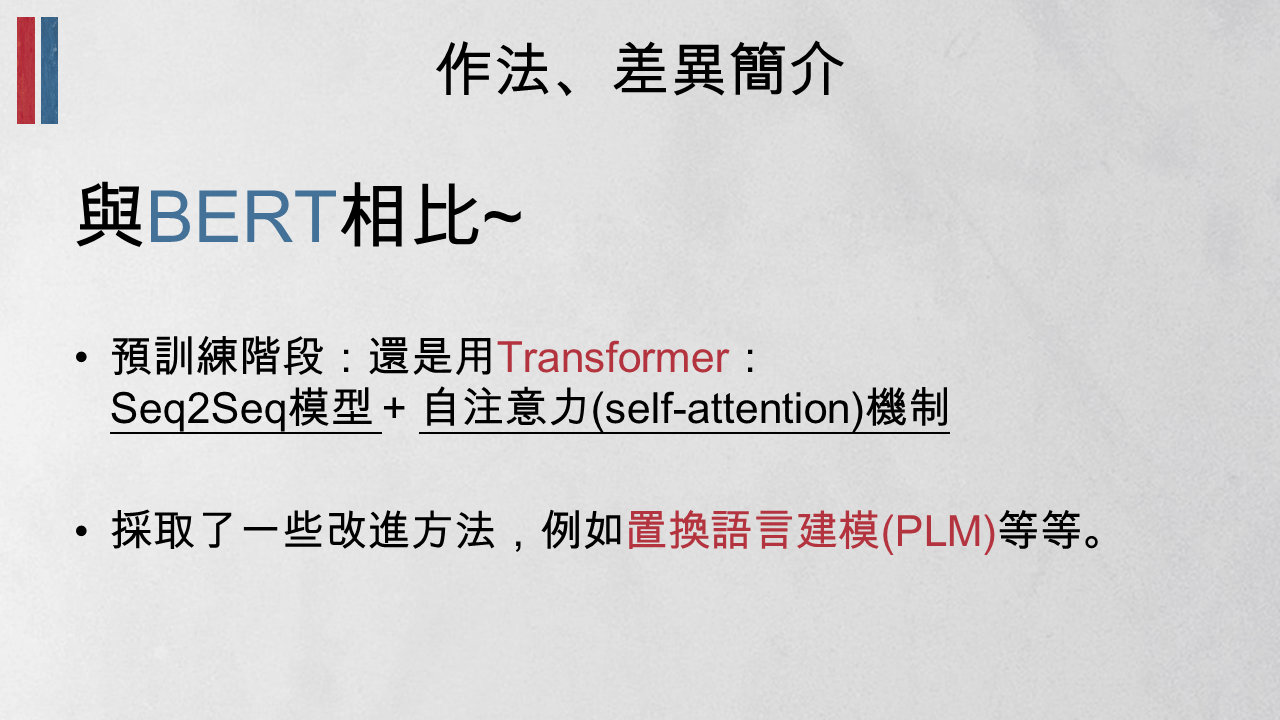 作法、差異簡介
與BERT相比~
• 預訓練階段：還是用Transformer：
Seq2Seq模型 + 自注意力(self-attention)機制
• 採取了一些改進方法，例如置換語言建模(PLM)等等。